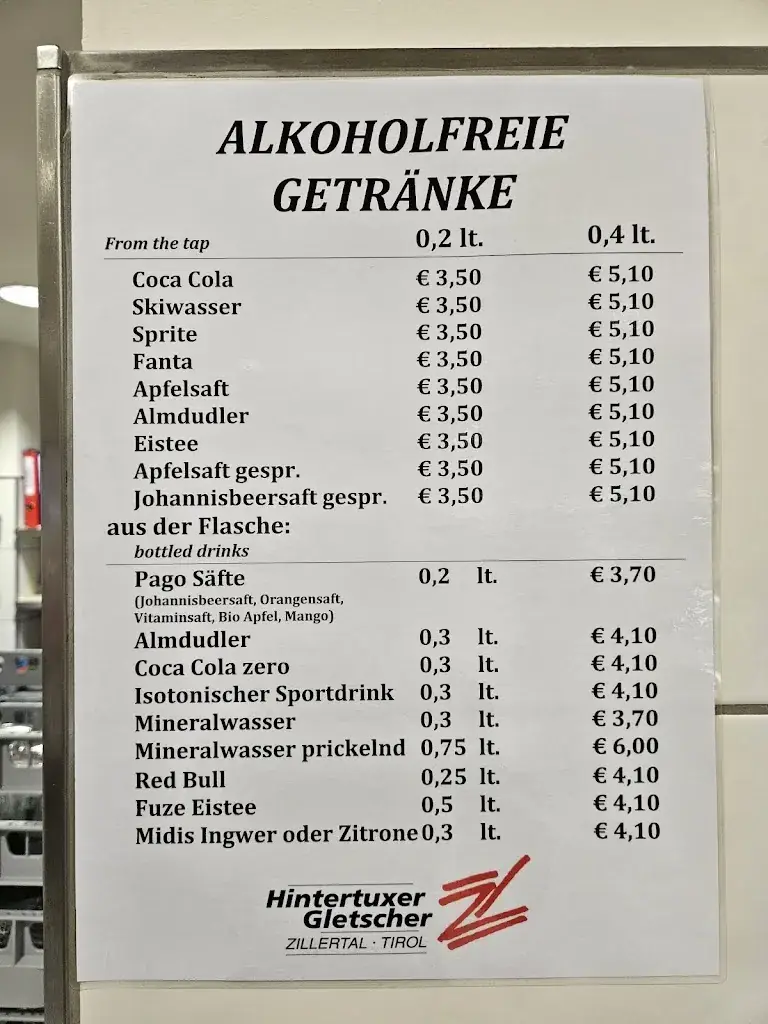 ALKOHOLFREIE
GETRÄNKE
From the tap 0,2 lt. 0,4 lt.
Coca Cola € 3,50 € 5,10
Skiwasser € 3,50 € 5,10
Sprite € 3,50 € 5,10
Fanta € 3,50 € 5,10
Apfelsaft € 3,50 € 5,10
Almdudler € 3,50 € 5,10
Eistee € 3,50 € 5,10
Apfelsaft gespr. € 3,50 € 5,10
Johannisbeersaft gespr. € 3,50 € 5,10
aus der Flasche:
bottled drinks
Pago Säfte 0,2 lt. € 3,70
(Johannisbeersaft, Orangensaft,
Vitaminsaft, Bio Apfel, Mango)
Almdudler 0,3 lt. € 4,10
Coca Cola zero 0,3 lt. € 4,10
Isotonischer Sportdrink 0,3 lt. € 4,10
Mineralwasser 0,3 lt. € 3,70
Mineralwasser prickelnd 0,75 lt. € 6,00
Red Bull 0,25 lt. € 4,10
Fuze Eistee 0,5 lt. € 4,10
Midis Ingwer oder Zitrone 0,3 lt. € 4,10
Hintertuxer
Gletscher
ZILLERTAL · TIROL